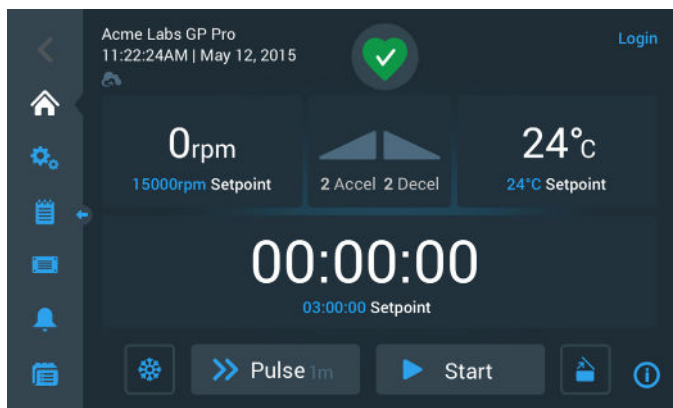 Acme Labs GP Pro
Login
11:22:24AM | May 12, 2015
0rpm
15000rpm Setpoint
2 Accel 2 Decel
24°C
24°C Setpoint
00:00:00
03:00:00 Setpoint
Pulse 1m
Start